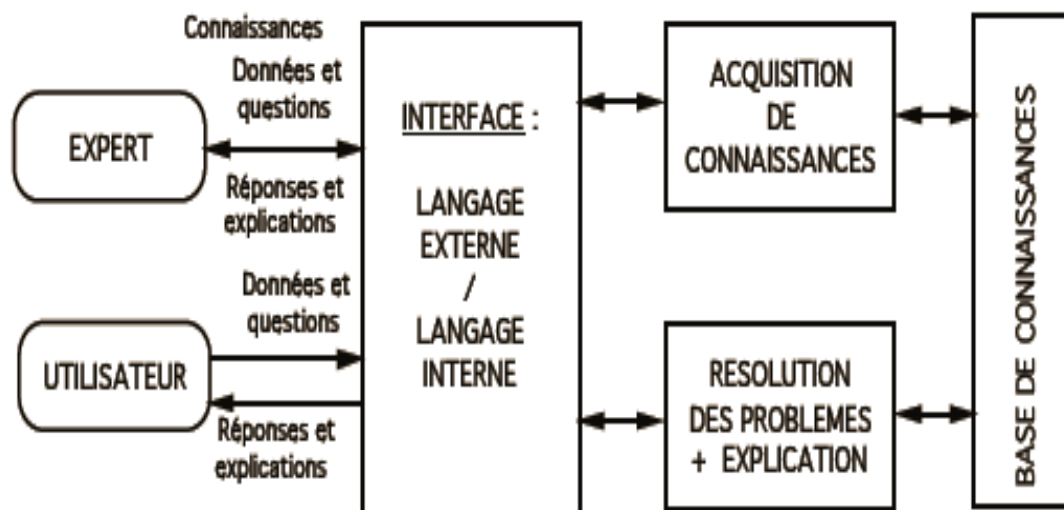 Connaissances
Données et
questions
EXPERT
Réponses et
explications
Données et
questions
UTILISATEUR
Réponses et
explications
INTERFACE :
LANGAGE
EXTERNE
/
LANGAGE
INTERNE
ACQUISITION
DE
CONNAISSANCES
RESOLUTION
DES PROBLEMES
+ EXPLICATION
BASE DE CONNAISSANCES